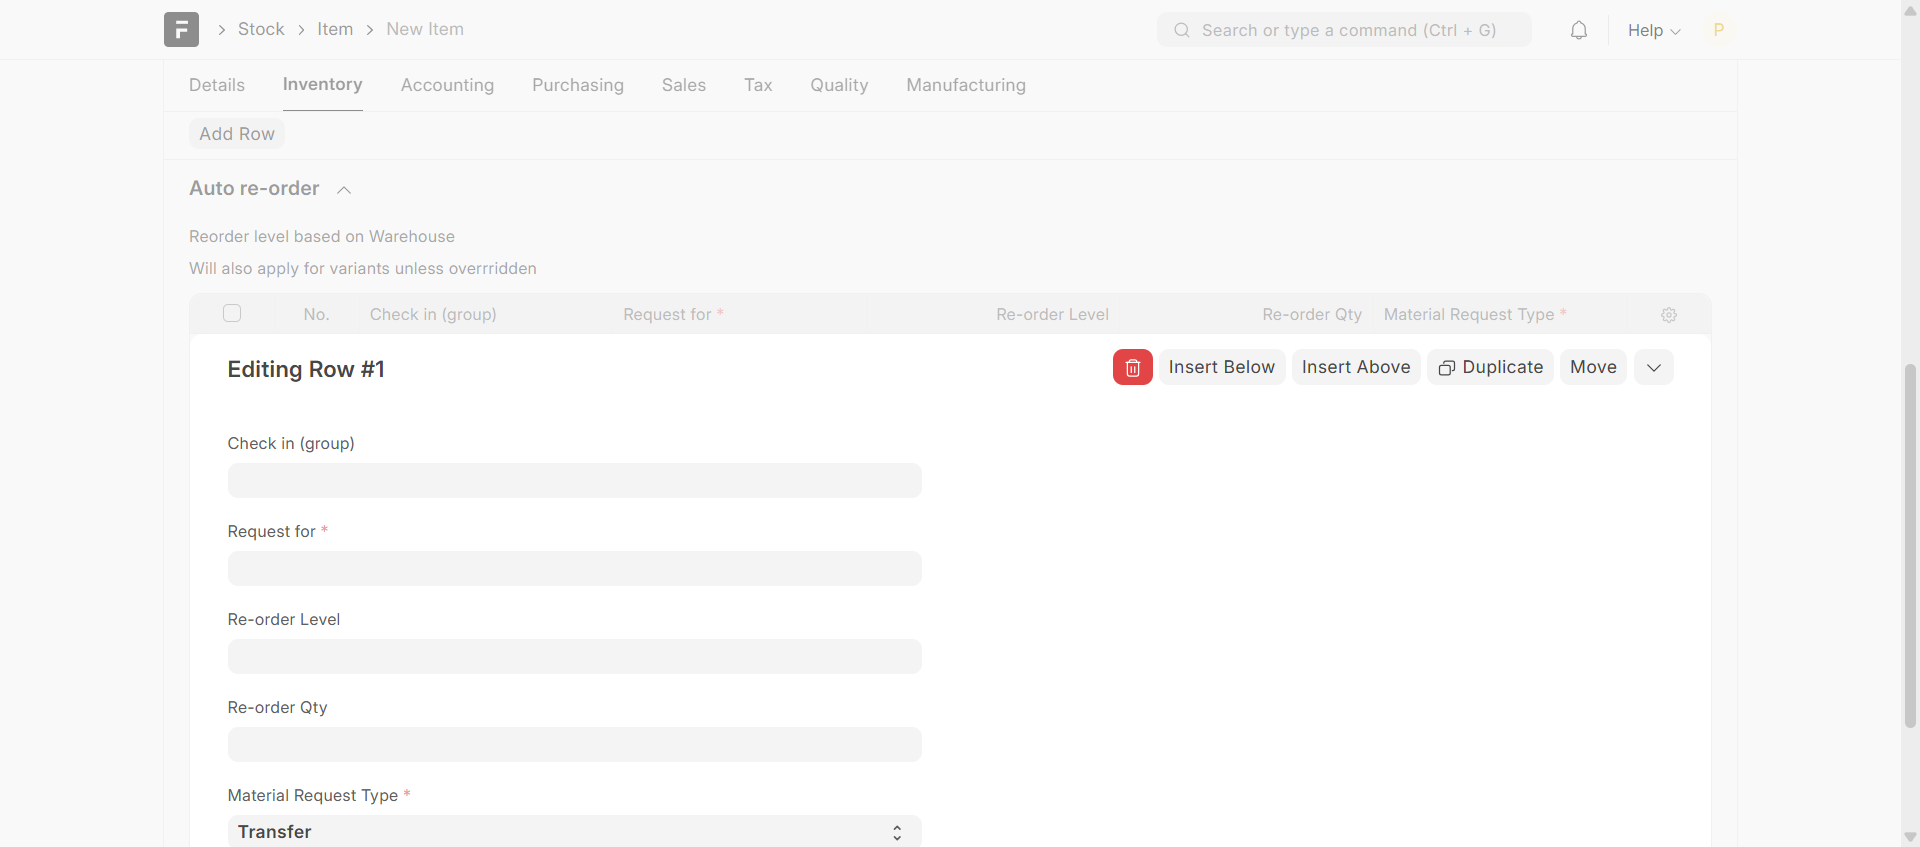 Stock
Item
New Item
Search or type a command (Ctrl + G)
Help
P
Details
Inventory
Accounting
Purchasing
Sales
Tax
Quality
Manufacturing
Add Row
Auto re-order
Reorder level based on Warehouse
Will also apply for variants unless overrridden
No.
Check in (group)
Request for *
Re-order Level
Re-order Qty
Material Request Type *
Editing Row #1
Insert Below
Insert Above
Duplicate
Move
Check in (group)
Request for *
Re-order Level
Re-order Qty
Material Request Type *
Transfer